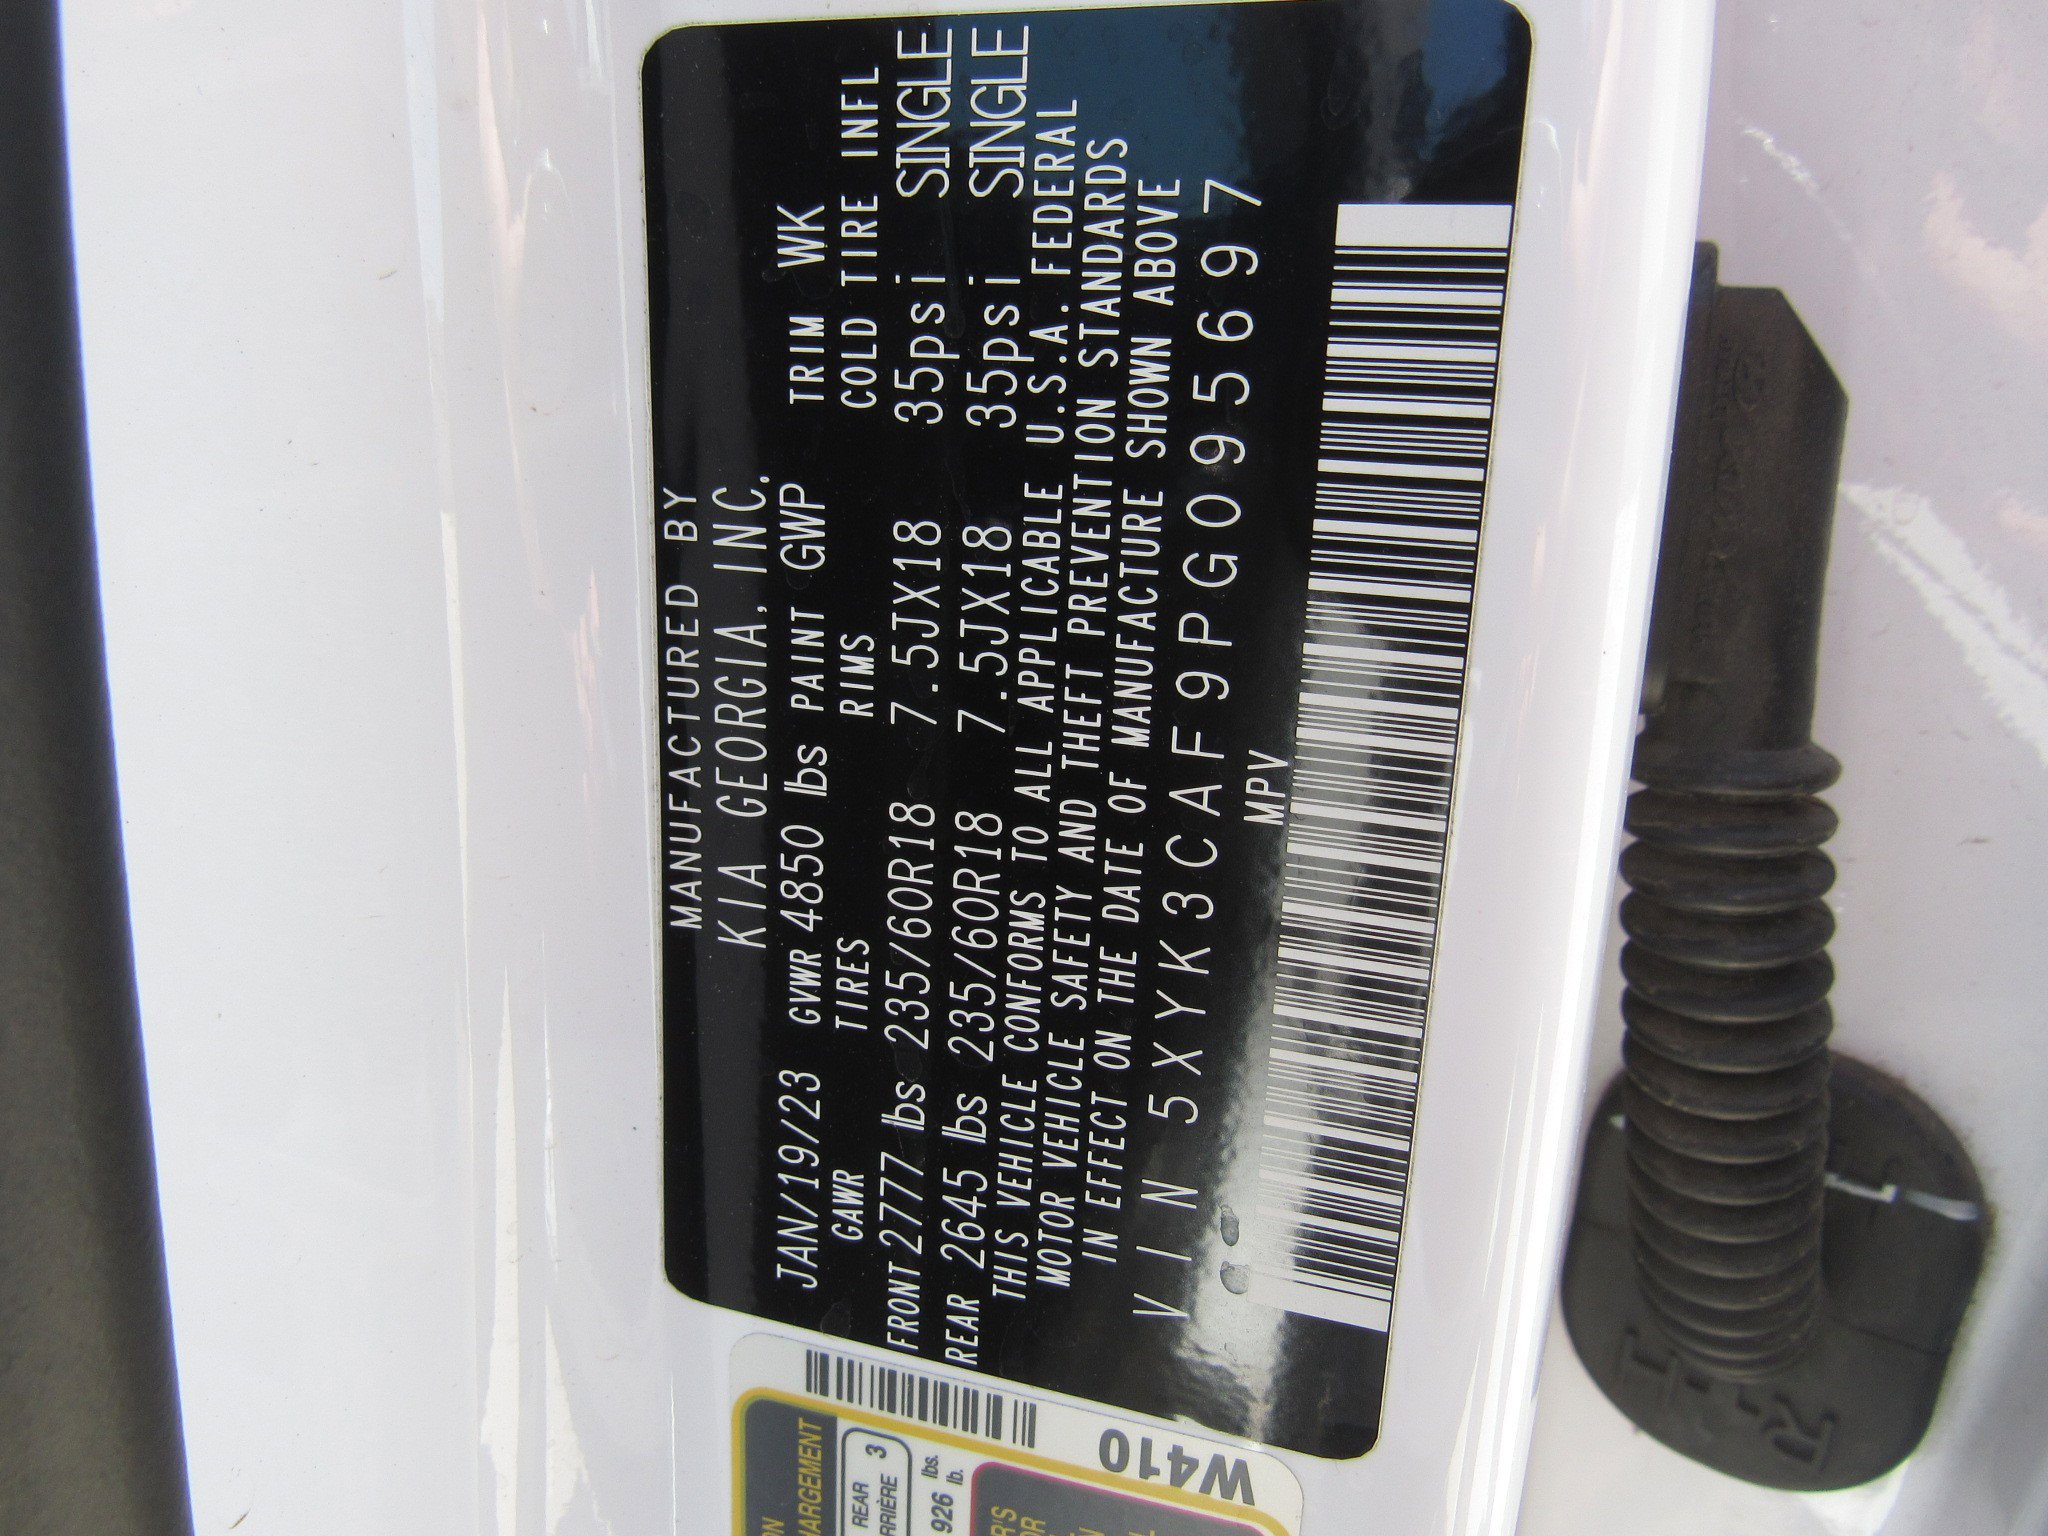 MANUFACTURED BY
KIA GEORGIA, INC.
JAN/19/23 GVWR 4850 lbs PAINT GWP TRIM WK
GAWR TIRES RIMS COLD TIRE INFL
FRONT 2777 lbs 235/60R18 7.5JX18 35psi SINGLE
REAR 2645 lbs 235/60R18 7.5JX18 35psi SINGLE
THIS VEHICLE CONFORMS TO ALL APPLICABLE U.S.A. FEDERAL
MOTOR VEHICLE SAFETY AND THEFT PREVENTION STANDARDS
IN EFFECT ON THE DATE OF MANUFACTURE SHOWN ABOVE
VIN 5XYK3CAF9PG095697
MPV
W410
REAR 3
926 lbs.
lb.